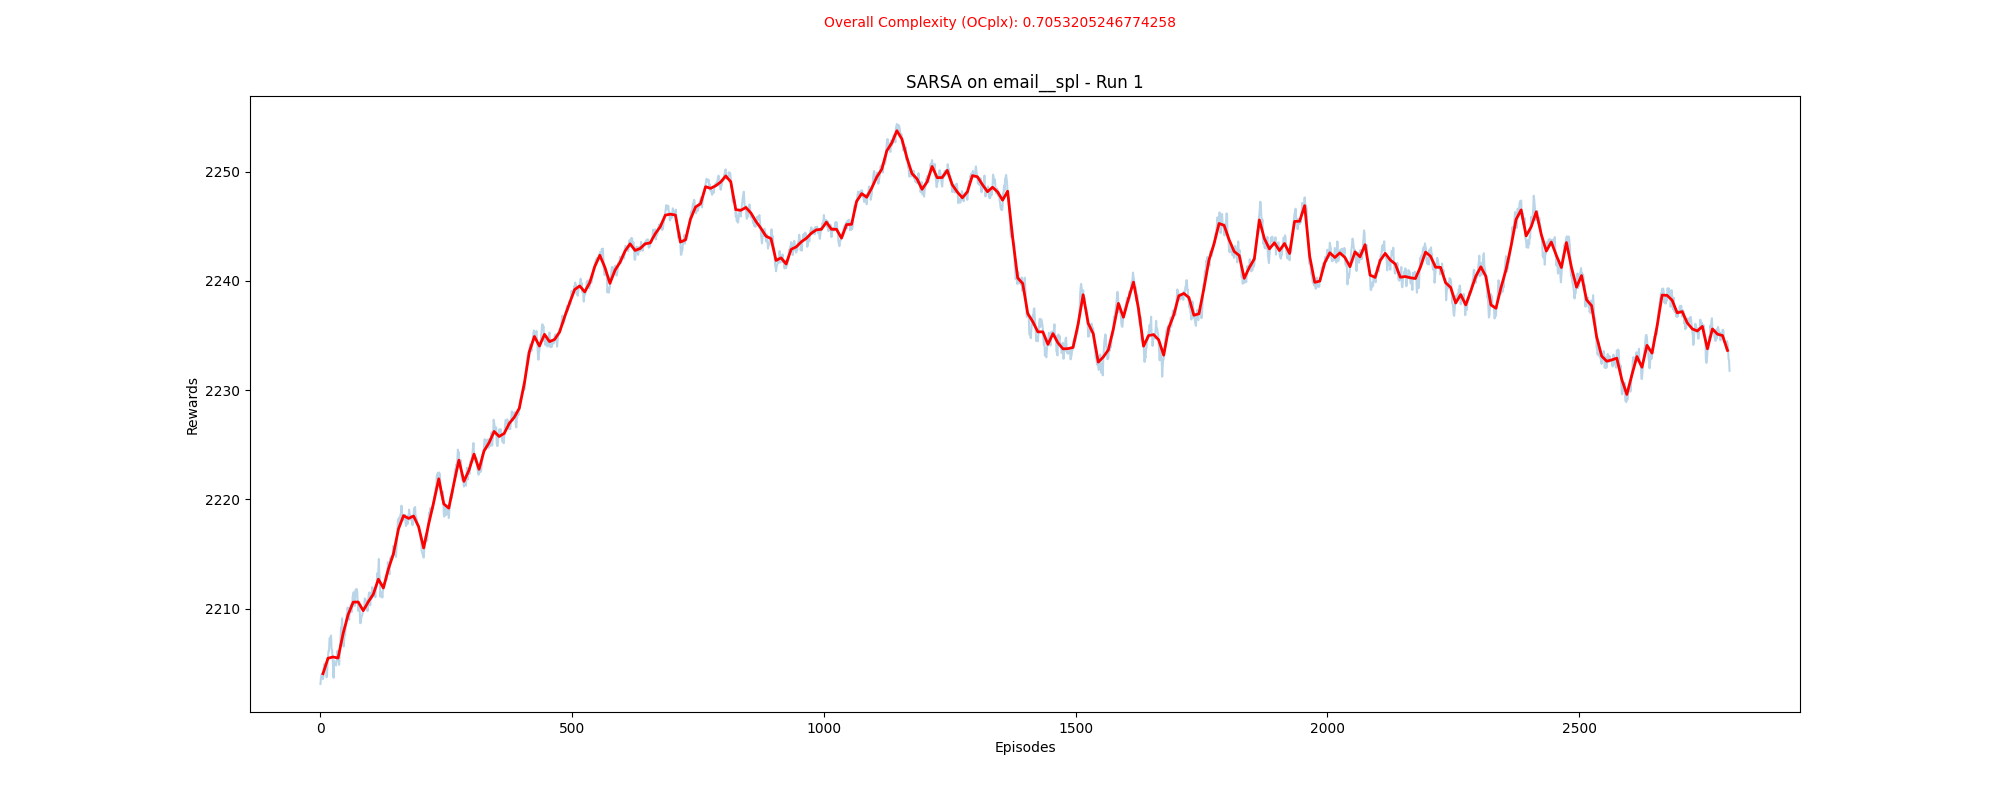 Overall Complexity (OCplx): 0.7053205246774258
SARSA on email__spl - Run 1
2250
2240
2230
2220
2210
Rewards
0 500 1000 1500 2000 2500
Episodes